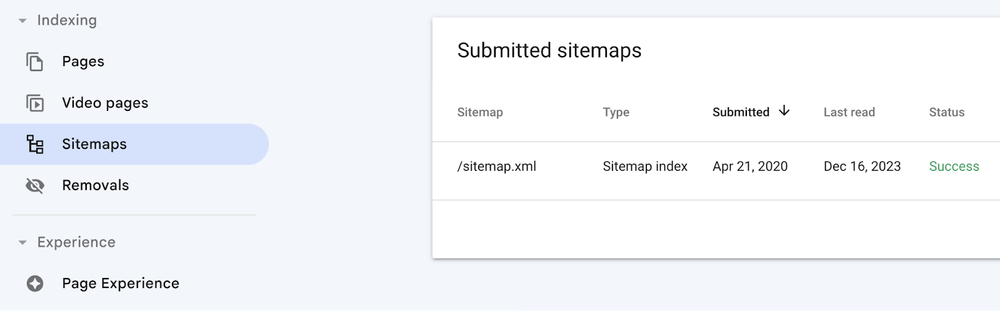 Indexing
Pages
Video pages
Sitemaps
Removals
Experience
Page Experience
Submitted sitemaps
Sitemap Type Submitted Last read Status
/sitemap.xml Sitemap index Apr 21, 2020 Dec 16, 2023 Success